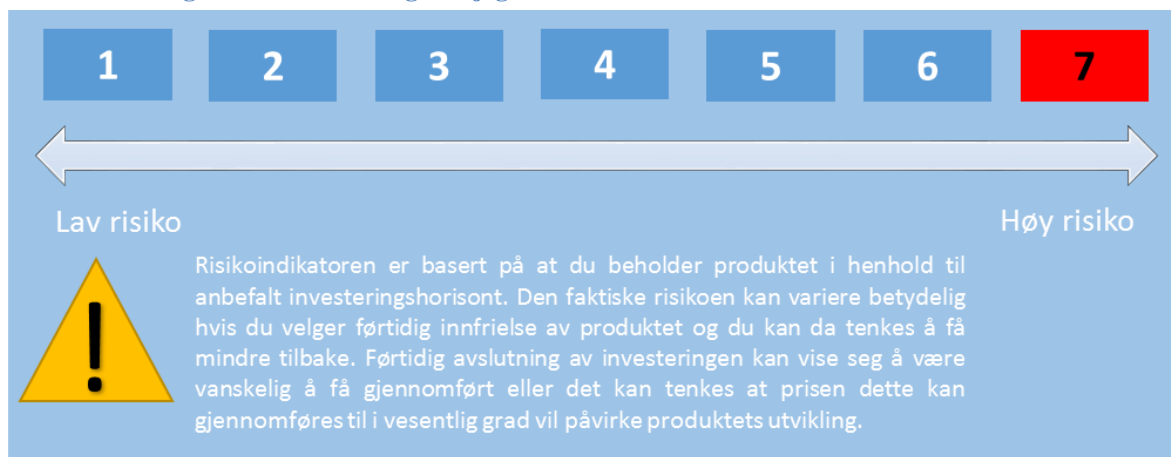 1 2 3 4 5 6 7
Lav risiko
Høy risiko
!
Risikoindikatoren er basert på at du beholder produktet i henhold til
anbefalt investeringshorisont. Den faktiske risikoen kan variere betydelig
hvis du velger førtidig innfrielse av produktet og du kan da tenkes å få
mindre tilbake. Førtidig avslutning av investeringen kan vise seg å være
vanskelig å få gjennomført eller det kan tenkes at prisen dette kan
gjennomføres til i vesentlig grad vil påvirke produktets utvikling.